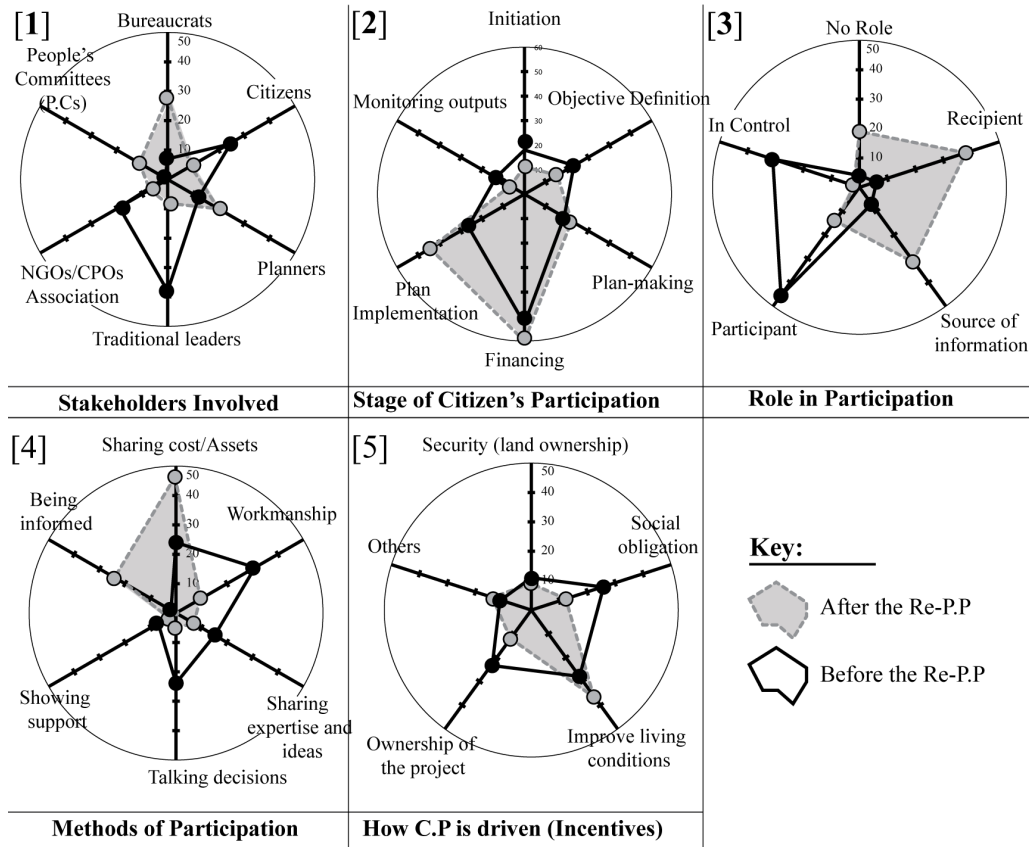 [1]
Bureaucrats
50
40
30
20
10
People's
Committees
(P.Cs)
Citizens
NGOs/CPOs
Association
Planners
Traditional leaders
Stakeholders Involved
[2]
Initiation
60
50
40
30
20
10
Monitoring outputs
Objective Definition
Plan
Implementation
Plan-making
Financing
Stage of Citizen's Participation
[3]
No Role
50
40
30
20
10
In Control
Recipient
Participant
Source of
information
Role in Participation
[4]
Sharing cost/Assets
50
40
30
20
10
Being
informed
Workmanship
Showing
support
Sharing
expertise and
ideas
Talking decisions
Methods of Participation
[5]
Security (land ownership)
50
40
30
20
10
Others
Social
obligation
Ownership of
the project
Improve living
conditions
How C.P is driven (Incentives)
Key:
After the Re-P.P
Before the Re-P.P